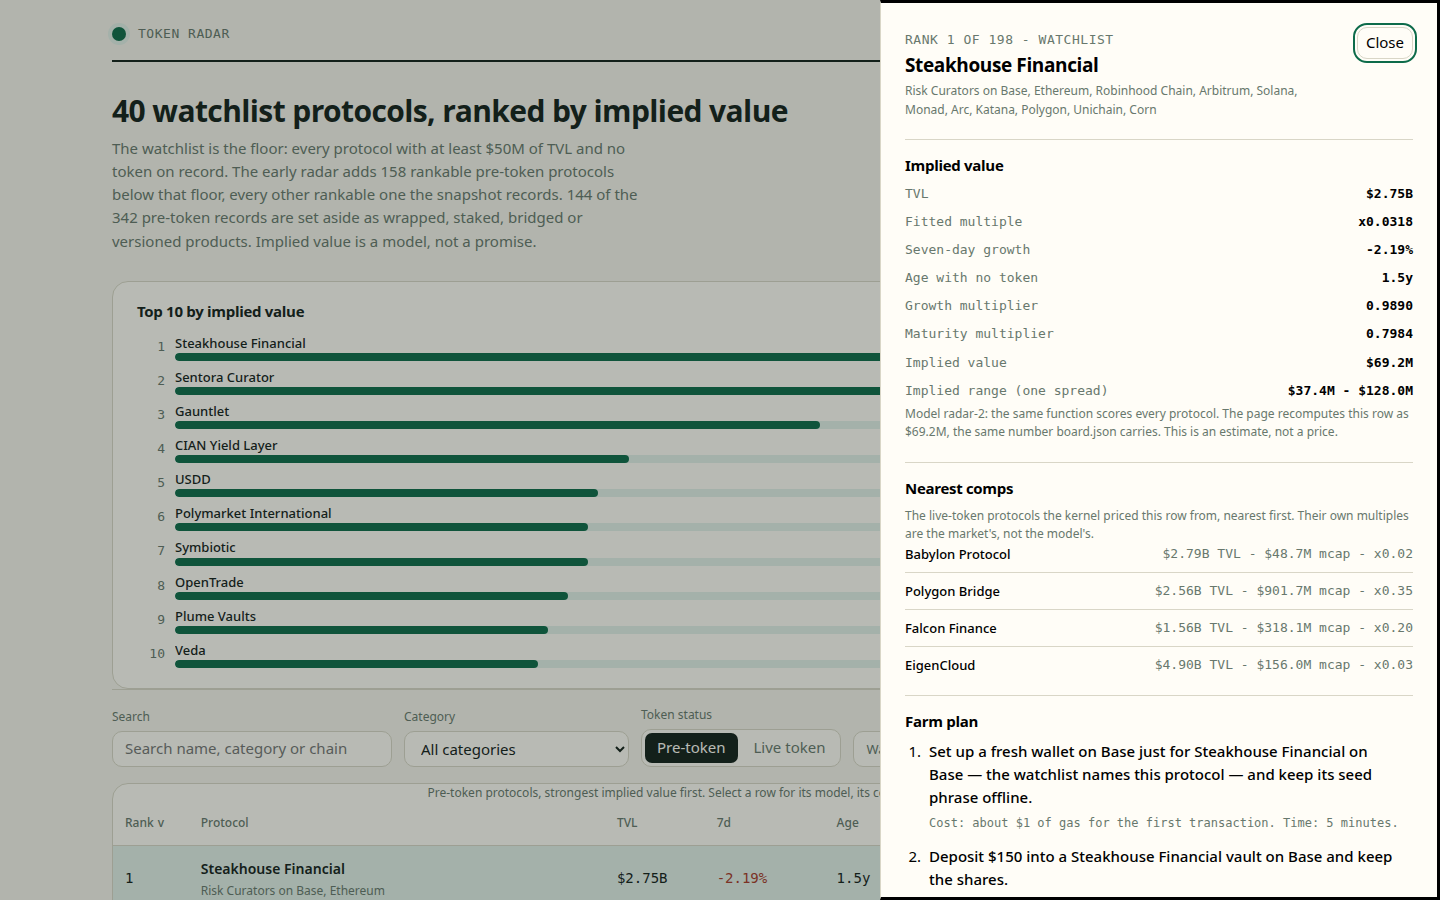 TOKEN RADAR
40 watchlist protocols, ranked by implied value
The watchlist is the floor: every protocol with at least $50M of TVL and no
token on record. The early radar adds 158 rankable pre-token protocols
below that floor, every other rankable one the snapshot records. 144 of the
342 pre-token records are set aside as wrapped, staked, bridged or
versioned products. Implied value is a model, not a promise.
Top 10 by implied value
1 Steakhouse Financial
2 Sentora Curator
3 Gauntlet
4 CIAN Yield Layer
5 USDD
6 Polymarket International
7 Symbiotic
8 OpenTrade
9 Plume Vaults
10 Veda
Search Category Token status
Search name, category or chain All categories Pre-token Live token
Pre-token protocols, strongest implied value first. Select a row for its model, its
Rank v Protocol TVL 7d Age
1 Steakhouse Financial $2.75B -2.19% 1.5y
Risk Curators on Base, Ethereum
RANK 1 OF 198 - WATCHLIST
Close
Steakhouse Financial
Risk Curators on Base, Ethereum, Robinhood Chain, Arbitrum, Solana,
Monad, Arc, Katana, Polygon, Unichain, Corn
Implied value
TVL $2.75B
Fitted multiple x0.0318
Seven-day growth -2.19%
Age with no token 1.5y
Growth multiplier 0.9890
Maturity multiplier 0.7984
Implied value $69.2M
Implied range (one spread) $37.4M - $128.0M
Model radar-2: the same function scores every protocol. The page recomputes this row as
$69.2M, the same number board.json carries. This is an estimate, not a price.
Nearest comps
The live-token protocols the kernel priced this row from, nearest first. Their own multiples
are the market's, not the model's.
Babylon Protocol $2.79B TVL - $48.7M mcap - x0.02
Polygon Bridge $2.56B TVL - $901.7M mcap - x0.35
Falcon Finance $1.56B TVL - $318.1M mcap - x0.20
EigenCloud $4.90B TVL - $156.0M mcap - x0.03
Farm plan
1. Set up a fresh wallet on Base just for Steakhouse Financial on
Base — the watchlist names this protocol — and keep its seed
phrase offline.
Cost: about $1 of gas for the first transaction. Time: 5 minutes.
2. Deposit $150 into a Steakhouse Financial vault on Base and keep
the shares.